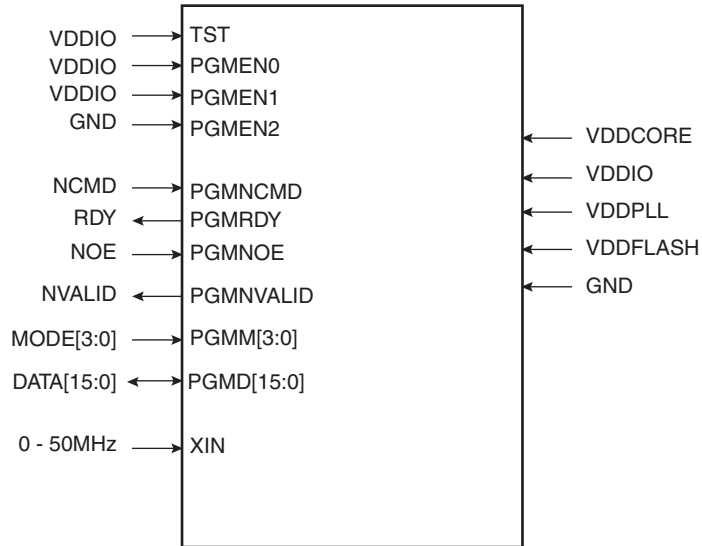 VDDIO TST
VDDIO PGMEN0
VDDIO PGMEN1
GND PGMEN2
NCMD PGMNCMD
RDY PGMRDY
NOE PGMNOE
NVALID PGMNVALID
MODE[3:0] PGMM[3:0]
DATA[15:0] PGMD[15:0]
0 - 50MHz XIN
VDDCORE
VDDIO
VDDPLL
VDDFLASH
GND